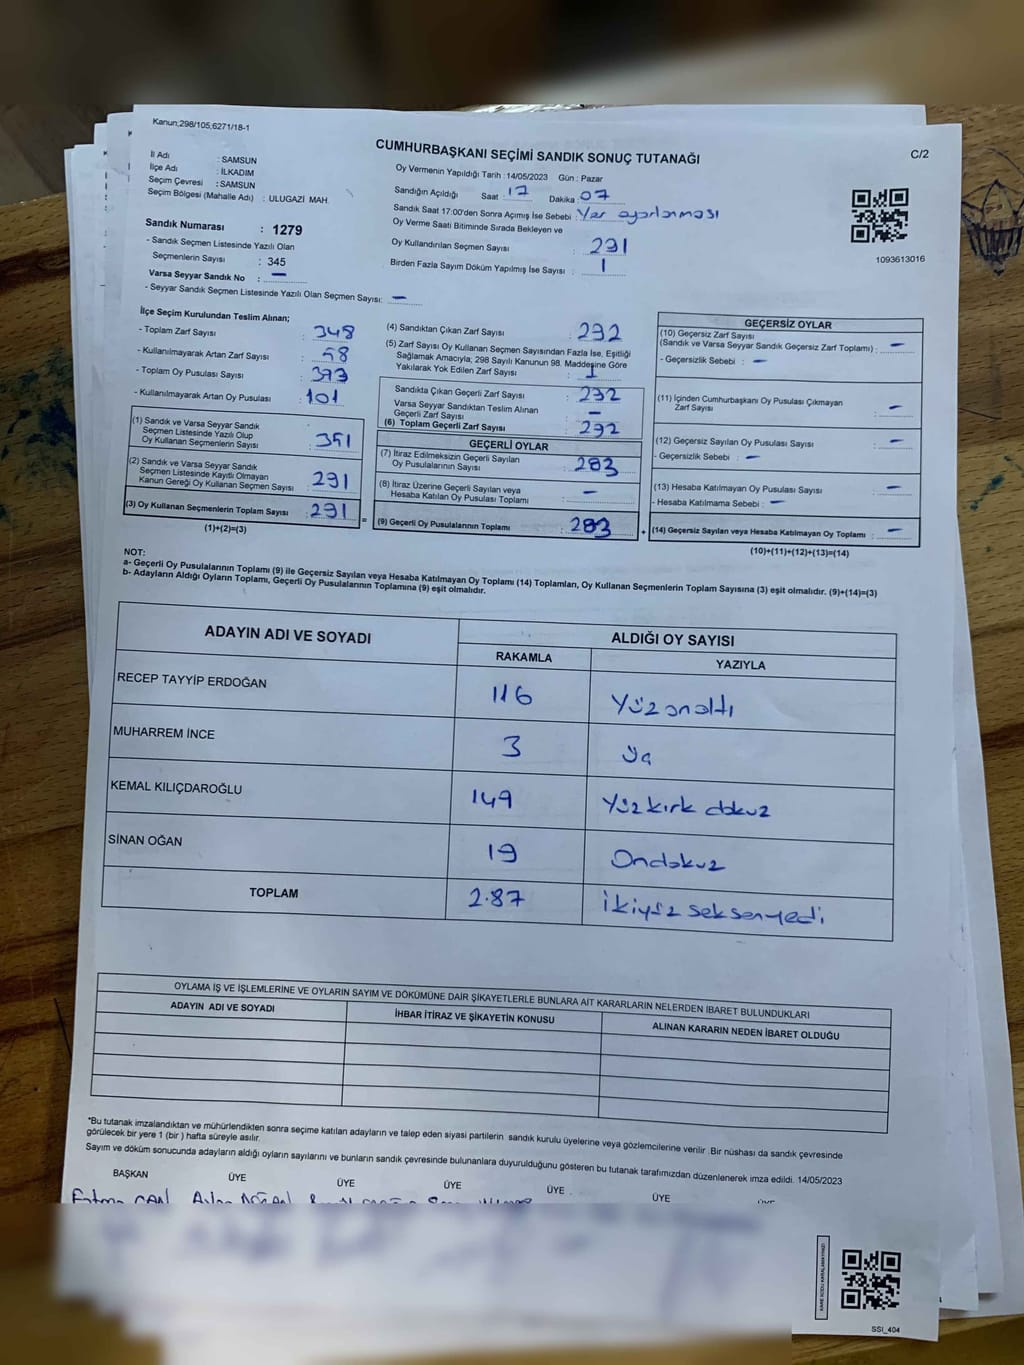 Kanun;298/105;6271/18-1
C/2
CUMHURBAŞKANI SEÇİMİ SANDIK SONUÇ TUTANAĞI
İl Adı : SAMSUN
İlçe Adı : İLKADIM
Seçim Çevresi : SAMSUN
Seçim Bölgesi (Mahalle Adı) : ULUGAZİ MAH.
Oy Vermenin Yapıldığı Tarih : 14/05/2023 Gün : Pazar
Sandığın Açıldığı Saat : 17 Dakika : 07
Sandık Saat 17:00'den Sonra Açımış İse Sebebi : Yer ayarlanması
Oy Verme Saati Bitiminde Sırada Bekleyen ve
Oy Kullandırılan Seçmen Sayısı : 291
Birden Fazla Sayım Döküm Yapılmış İse Sayısı : 1
1093613016
Sandık Numarası : 1279
- Sandık Seçmen Listesinde Yazılı Olan
Seçmenlerin Sayısı : 345
Varsa Seyyar Sandık No : -
- Seyyar Sandık Seçmen Listesinde Yazılı Olan Seçmen Sayısı: -
İlçe Seçim Kurulundan Teslim Alınan;
- Toplam Zarf Sayısı : 348
- Kullanılmayarak Artan Zarf Sayısı : 58
- Toplam Oy Pusulası Sayısı : 393
- Kullanılmayarak Artan Oy Pusulası : 101
(1) Sandık ve Varsa Seyyar Sandık
Seçmen Listesinde Yazılı Olup
Oy Kullanan Seçmenlerin Sayısı : 351
(2) Sandık ve Varsa Seyyar Sandık
Seçmen Listesinde Kayıtlı Olmayan
Kanun Gereği Oy Kullanan Seçmen Sayısı : 291
(3) Oy Kullanan Seçmenlerin Toplam Sayısı : 291
(1)+(2)=(3)
(4) Sandıktan Çıkan Zarf Sayısı : 292
(5) Zarf Sayısı Oy Kullanan Seçmen Sayısından Fazla İse, Eşitliği
Sağlamak Amacıyla; 298 Sayılı Kanunun 98. Maddesine Göre
Yakılarak Yok Edilen Zarf Sayısı : 1
Sandıkta Çıkan Geçerli Zarf Sayısı : 292
Varsa Seyyar Sandıktan Teslim Alınan
Geçerli Zarf Sayısı : -
(6) Toplam Geçerli Zarf Sayısı : 292
GEÇERLİ OYLAR
(7) İtiraz Edilmeksizin Geçerli Sayılan
Oy Pusulalarının Sayısı : 283
(8) İtiraz Üzerine Geçerli Sayılan veya
Hesaba Katılan Oy Pusulası Toplamı : -
(9) Geçerli Oy Pusulalarının Toplamı : 283
GEÇERSİZ OYLAR
(10) Geçersiz Zarf Sayısı
(Sandık ve Varsa Seyyar Sandık Geçersiz Zarf Toplamı) : -
- Geçersizlik Sebebi : -
(11) İçinden Cumhurbaşkanı Oy Pusulası Çıkmayan
Zarf Sayısı : -
(12) Geçersiz Sayılan Oy Pusulası Sayısı : -
- Geçersizlik Sebebi : -
(13) Hesaba Katılmayan Oy Pusulası Sayısı : -
- Hesaba Katılmama Sebebi : -
(14) Geçersiz Sayılan veya Hesaba Katılmayan Oy Toplamı : -
(10)+(11)+(12)+(13)=(14)
NOT:
a- Geçerli Oy Pusulalarının Toplamı (9) ile Geçersiz Sayılan veya Hesaba Katılmayan Oy Toplamı (14) Toplamları, Oy Kullanan Seçmenlerin Toplam Sayısına (3) eşit olmalıdır. (9)+(14)=(3)
b- Adayların Aldığı Oyların Toplamı, Geçerli Oy Pusulalarının Toplamına (9) eşit olmalıdır.
ADAYIN ADI VE SOYADI ALDIĞI OY SAYISI
RAKAMLA YAZIYLA
RECEP TAYYİP ERDOĞAN 116 Yüzonaltı
MUHARREM İNCE 3 Üç
KEMAL KILIÇDAROĞLU 149 Yüzkırk dokuz
SİNAN OĞAN 19 Ondokuz
TOPLAM 2.87 İkiyüz seksenyedi
OYLAMA İŞ VE İŞLEMLERİNE VE OYLARIN SAYIM VE DÖKÜMÜNE DAİR ŞİKAYETLERLE BUNLARA AİT KARARLARIN NELERDEN İBARET BULUNDUKLARI
ADAYIN ADI VE SOYADI İHBAR İTİRAZ VE ŞİKAYETİN KONUSU ALINAN KARARIN NEDEN İBARET OLDUĞU
*Bu tutanak imzalandıktan ve mühürlendikten sonra seçime katılan adayların ve talep eden siyasi partilerin sandık kurulu üyelerine veya gözlemcilerine verilir. Bir nüshası da sandık çevresinde
görülecek bir yere 1 (bir) hafta süreyle asılır.
Sayım ve döküm sonucunda adayların aldığı oyların sayılarını ve bunların sandık çevresinde bulunanlara duyurulduğunu gösteren bu tutanak tarafımızdan düzenlenerek imza edildi. 14/05/2023
BAŞKAN ÜYE ÜYE ÜYE ÜYE ÜYE ÜYE
SSİ_404